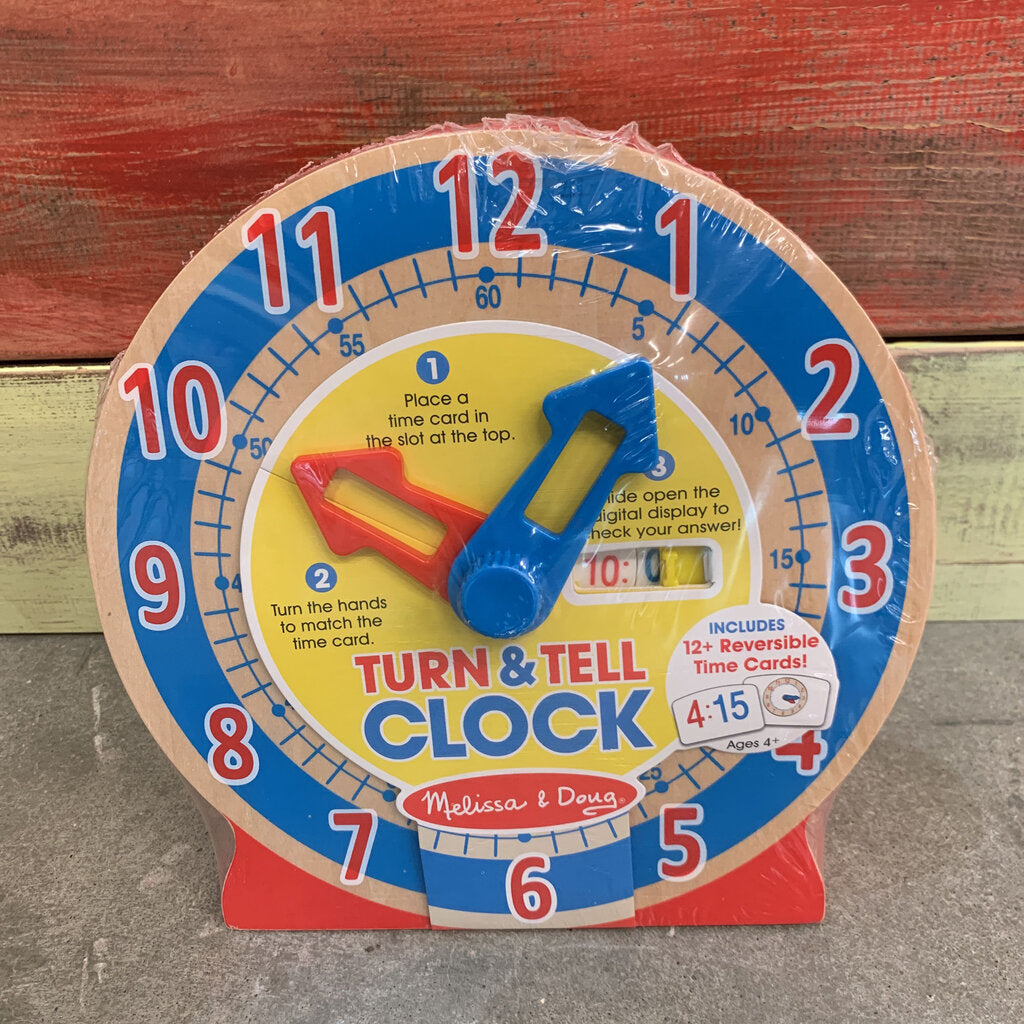 12
11
1
60
55
5
10
2
1
Place a
time card in
the slot at the top.
10
50
3
open the
display to
your answer!
9
15
3
10: 0
2
Turn the hands
to match the
time card.
INCLUDES
12+ Reversible
Time Cards!
4:15
Ages 4+
TURN & TELL
CLOCK
8
4
25
Melissa & Doug
7
5
6